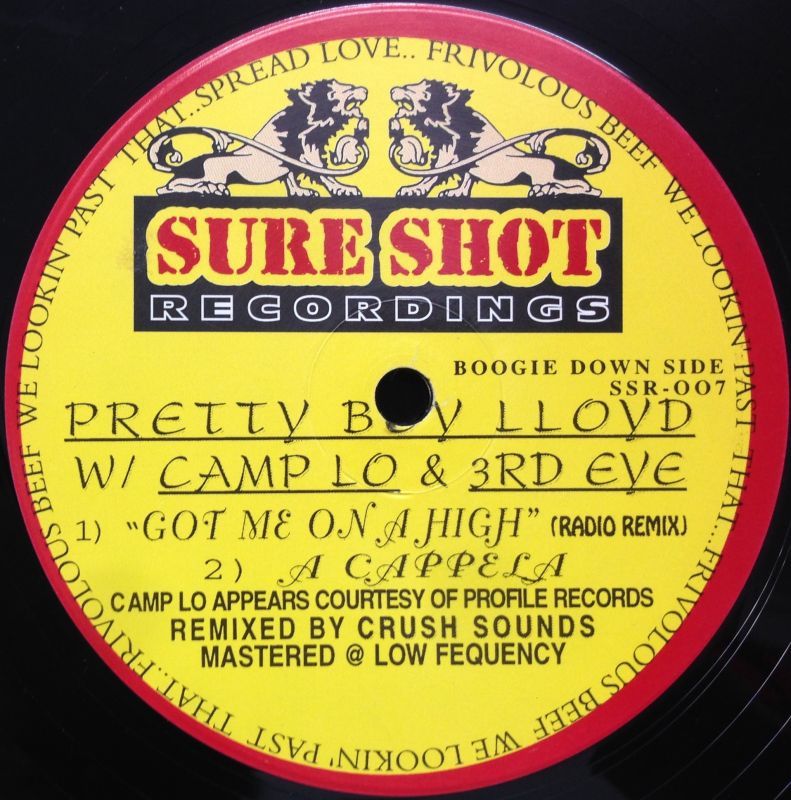 THAT..SPREAD LOVE.. FRIVOLOUS BEEF WE LOOKIN' PAST THAT..FRIVOLOUS BEEF WE LOOKIN' PAST THAT..FRIVOLOUS BEEF WE LOOKIN' PAST
SURE SHOT
RECORDINGS
BOOGIE DOWN SIDE
SSR-007
PRETTY BOY LLOYD
W/ CAMP LO & 3RD EYE
1) "GOT ME ON A HIGH" (RADIO REMIX)
2) A CAPPELA
CAMP LO APPEARS COURTESY OF PROFILE RECORDS
REMIXED BY CRUSH SOUNDS
MASTERED @ LOW FEQUENCY